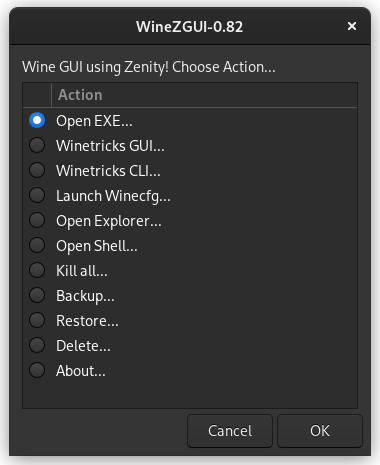 WineZGUI-0.82
Wine GUI using Zenity! Choose Action...
Action
Open EXE...
Winetricks GUI...
Winetricks CLI...
Launch Winecfg...
Open Explorer...
Open Shell...
Kill all...
Backup...
Restore...
Delete...
About...
Cancel OK